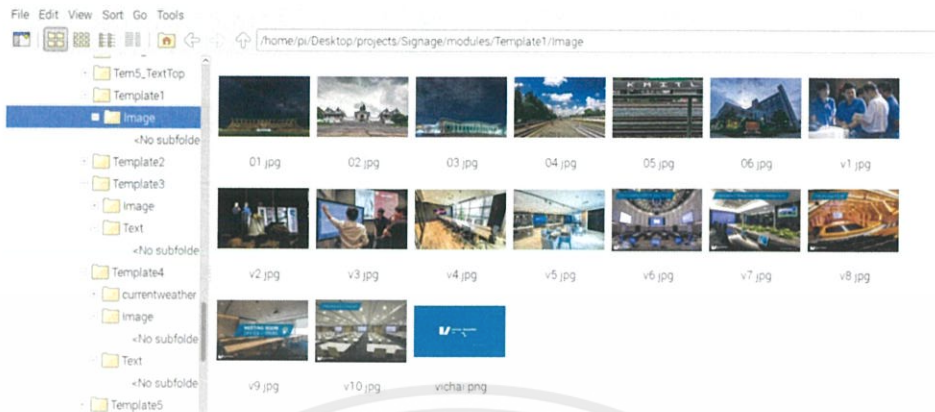 File Edit View Sort Go Tools
/home/pi/Desktop/projects/Signage/modules/Template1/Image
Tem5_TextTop
Template1
Image
<No subfolde
Template2
Template3
Image
Text
<No subfolde
Template4
currentweather
Image
<No subfolde
Text
<No subfolde
Template5
01.jpg 02.jpg 03.jpg 04.jpg 05.jpg 06.jpg v1.jpg
v2.jpg v3.jpg v4.jpg v5.jpg v6.jpg v7.jpg v8.jpg
MEETING ROOM
v9.jpg v10.jpg vichai.png